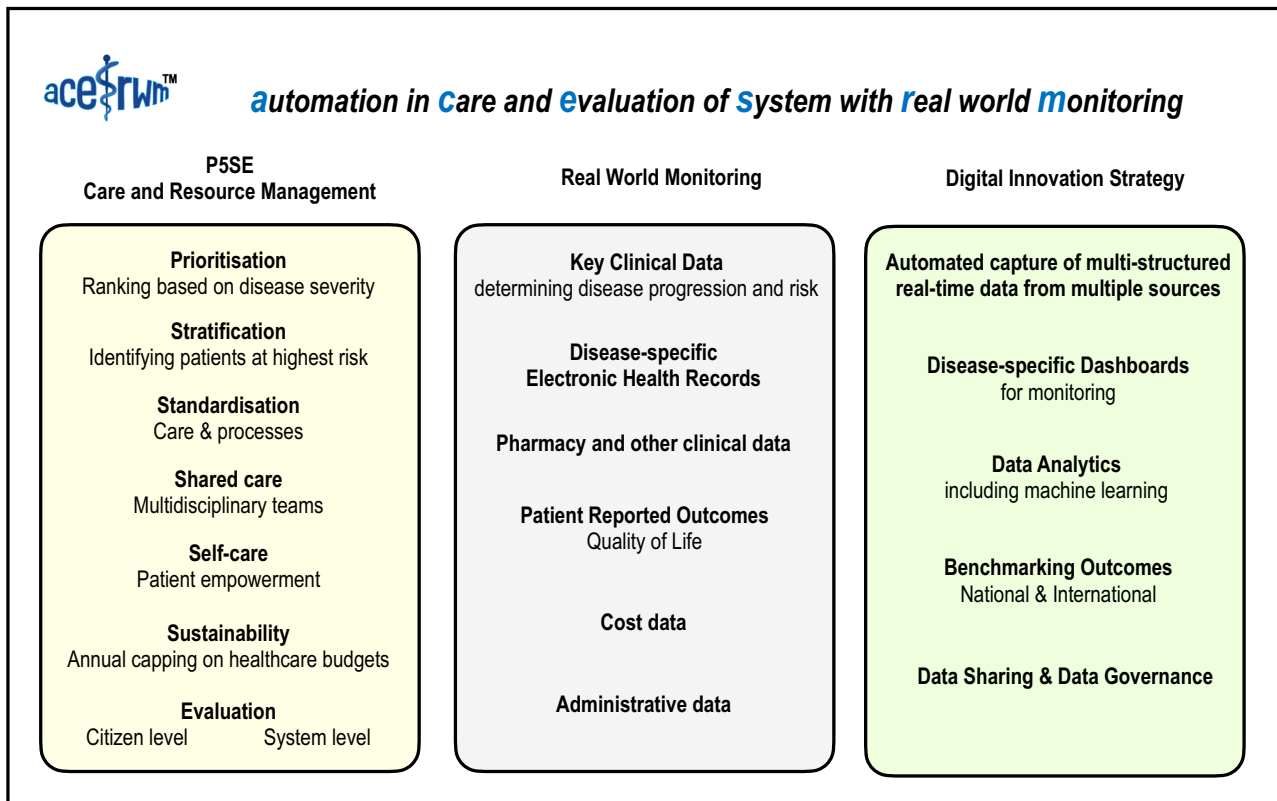 acesrwm™
automation in care and evaluation of system with real world monitoring
P5SE
Care and Resource Management
Prioritisation
Ranking based on disease severity
Stratification
Identifying patients at highest risk
Standardisation
Care & processes
Shared care
Multidisciplinary teams
Self-care
Patient empowerment
Sustainability
Annual capping on healthcare budgets
Evaluation
Citizen level System level
Real World Monitoring
Key Clinical Data
determining disease progression and risk
Disease-specific
Electronic Health Records
Pharmacy and other clinical data
Patient Reported Outcomes
Quality of Life
Cost data
Administrative data
Digital Innovation Strategy
Automated capture of multi-structured
real-time data from multiple sources
Disease-specific Dashboards
for monitoring
Data Analytics
including machine learning
Benchmarking Outcomes
National & International
Data Sharing & Data Governance